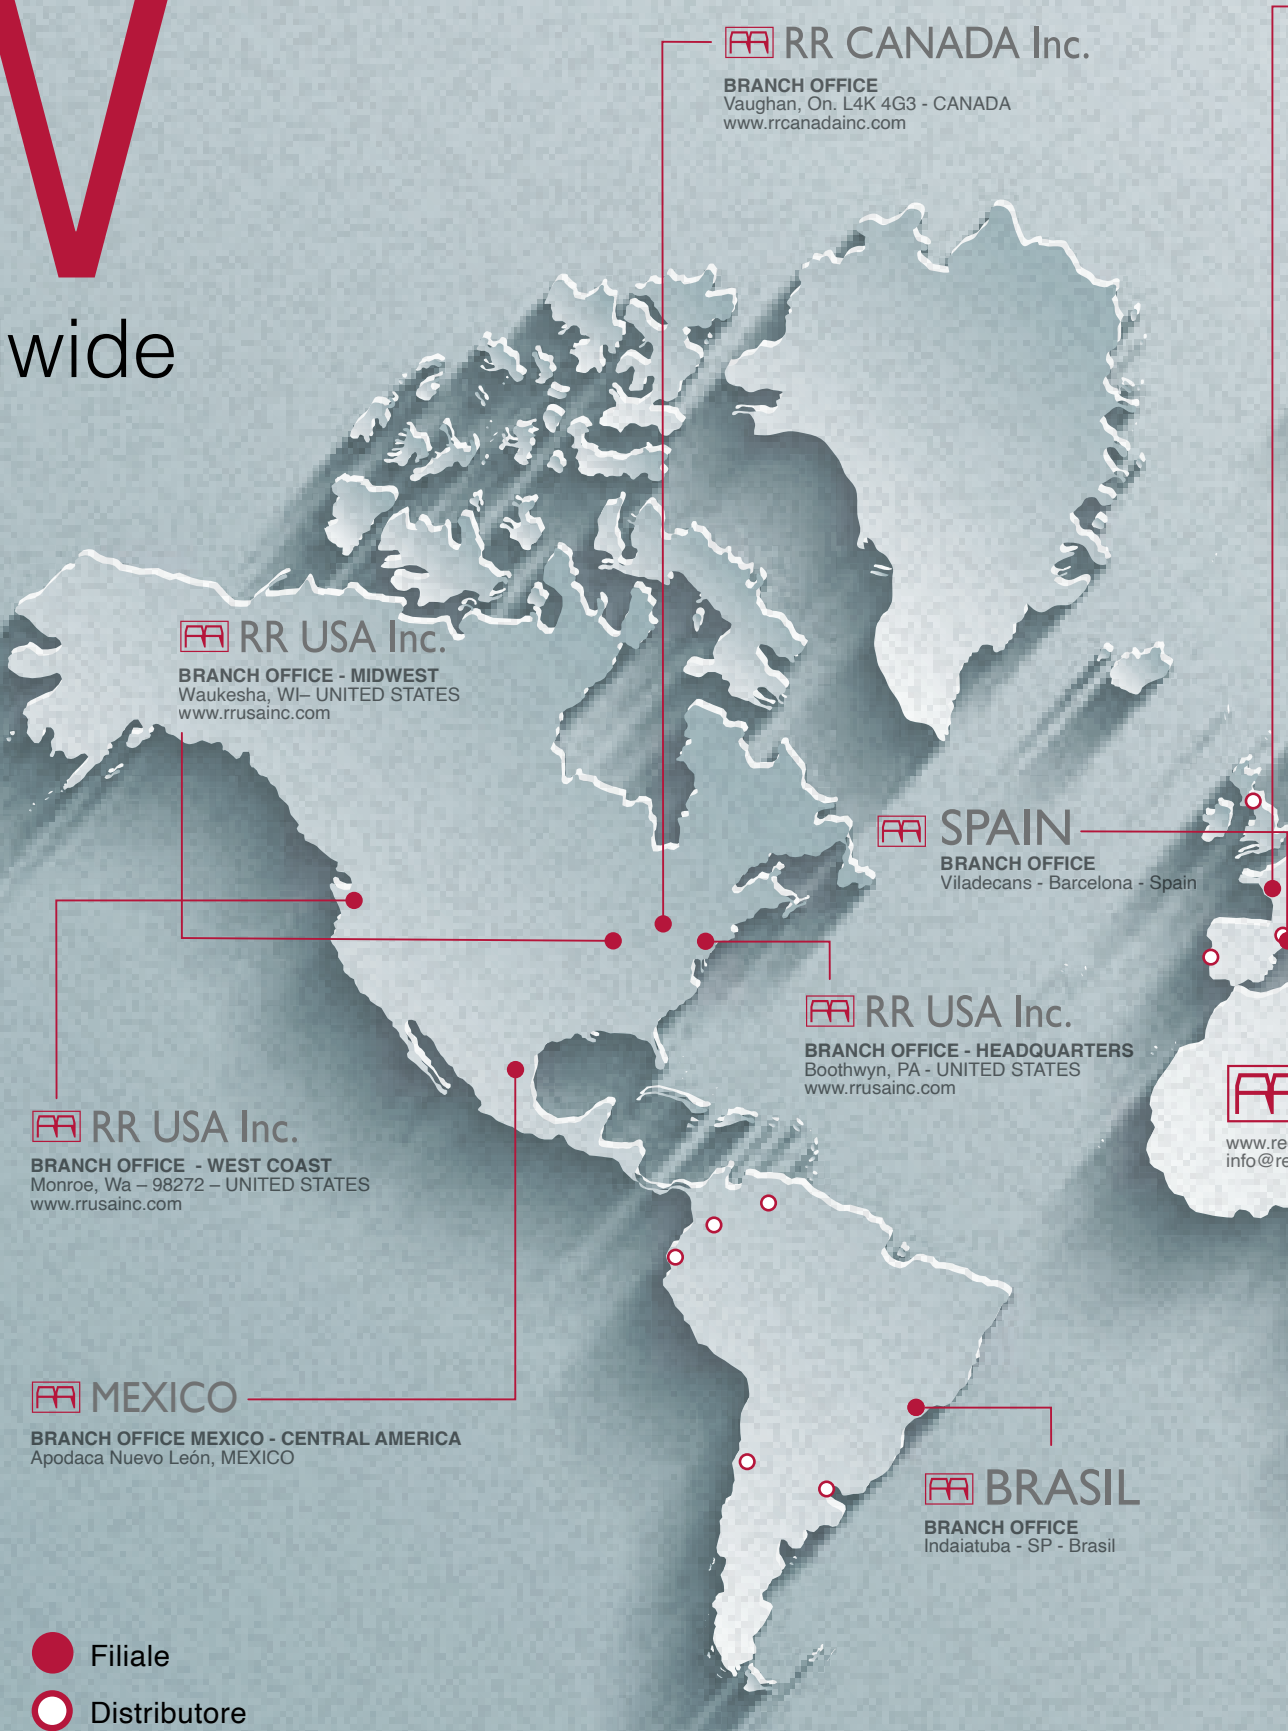 W
wide
RR CANADA Inc.
BRANCH OFFICE
Vaughan, On. L4K 4G3 - CANADA
www.rrcanadainc.com
RR USA Inc.
BRANCH OFFICE - MIDWEST
Waukesha, WI– UNITED STATES
www.rrusainc.com
SPAIN
BRANCH OFFICE
Viladecans - Barcelona - Spain
RR USA Inc.
BRANCH OFFICE - HEADQUARTERS
Boothwyn, PA - UNITED STATES
www.rrusainc.com
www.re
info@re
RR USA Inc.
BRANCH OFFICE - WEST COAST
Monroe, Wa – 98272 – UNITED STATES
www.rrusainc.com
MEXICO
BRANCH OFFICE MEXICO - CENTRAL AMERICA
Apodaca Nuevo León, MEXICO
BRASIL
BRANCH OFFICE
Indaiatuba - SP - Brasil
Filiale
Distributore